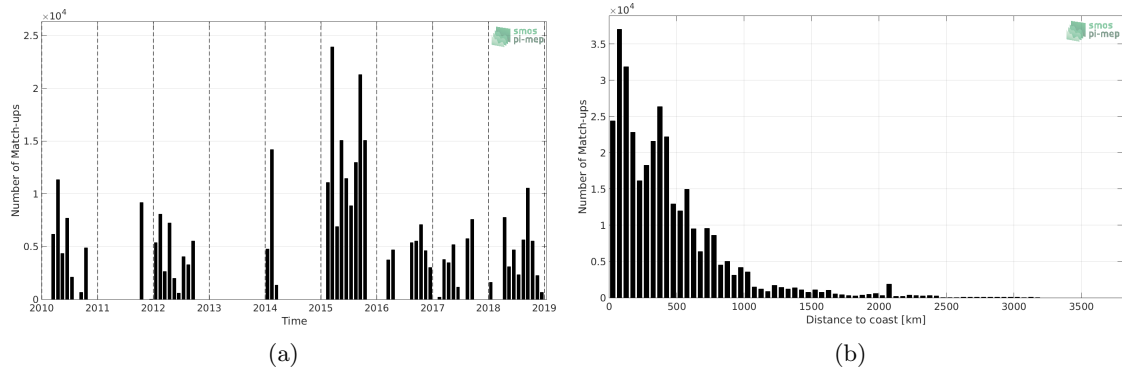 ×10⁴
smos
pi-mep
Number of Match-ups
2.5
2
1.5
1
0.5
0
2010 2011 2012 2013 2014 2015 2016 2017 2018 2019
Time
(a)
×10⁴
smos
pi-mep
Number of Match-ups
3.5
3
2.5
2
1.5
1
0.5
0
0 500 1000 1500 2000 2500 3000 3500
Distance to coast [km]
(b)